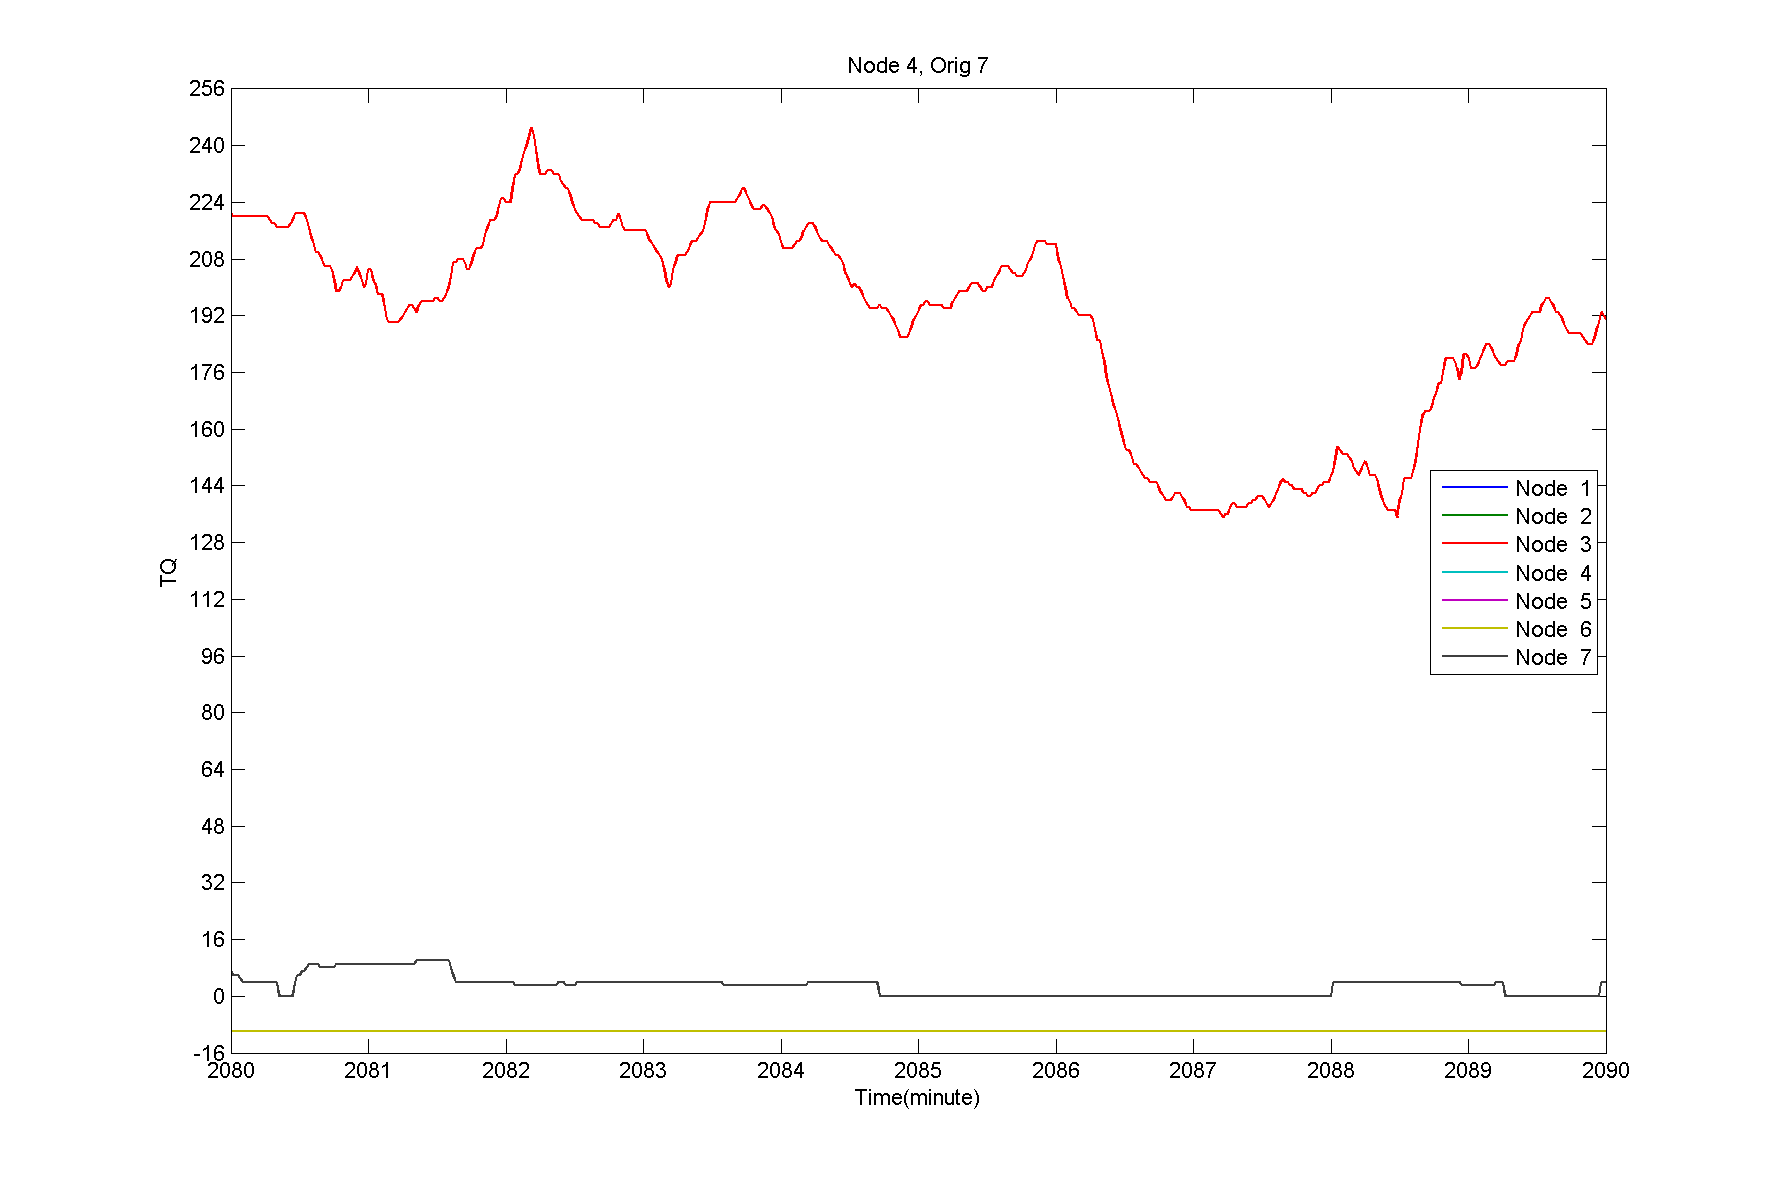 Node 4, Orig 7
256
240
224
208
192
176
160
144
128
112
96
80
64
48
32
16
0
-16
TQ
Node 1
Node 2
Node 3
Node 4
Node 5
Node 6
Node 7
2080 2081 2082 2083 2084 2085 2086 2087 2088 2089 2090
Time(minute)